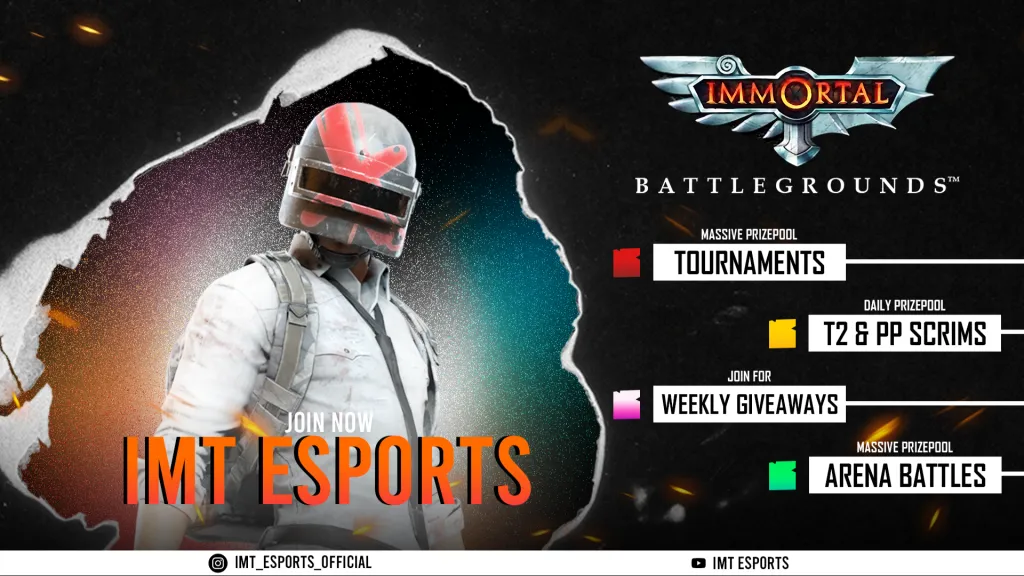 IMMORTAL
BATTLEGROUNDS™
MASSIVE PRIZEPOOL
TOURNAMENTS
DAILY PRIZEPOOL
T2 & PP SCRIMS
JOIN FOR
WEEKLY GIVEAWAYS
MASSIVE PRIZEPOOL
ARENA BATTLES
JOIN NOW
IMT ESPORTS
IMT_ESPORTS_OFFICIAL
IMT ESPORTS